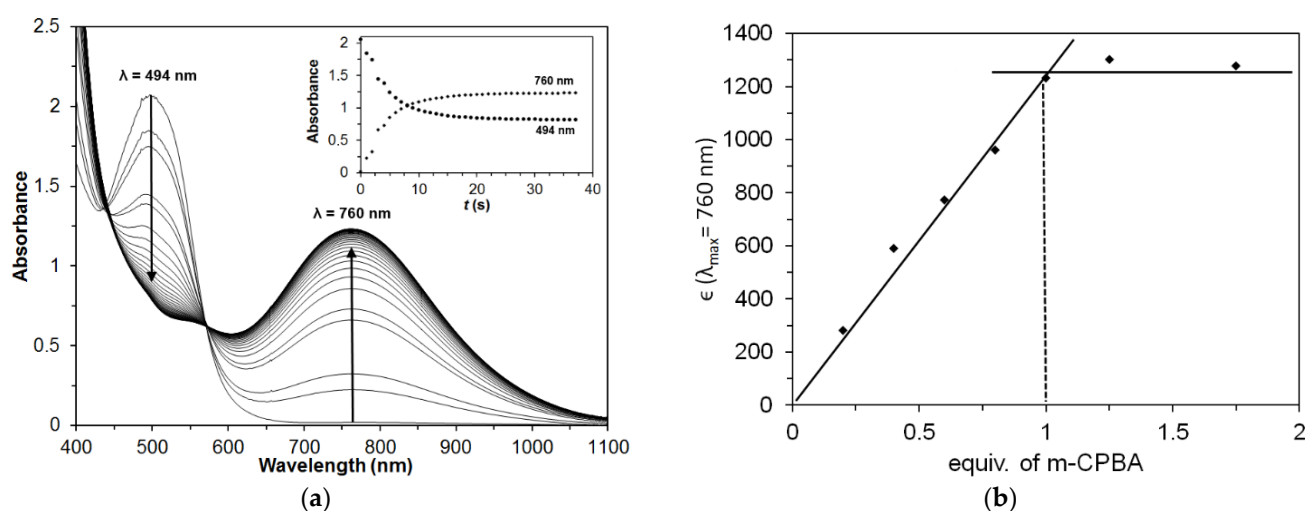 2.5
2
1.5
1
0.5
0
Absorbance
400 500 600 700 800 900 1000 1100
Wavelength (nm)
λ = 494 nm
λ = 760 nm
2
1.5
1
0.5
0
Absorbance
760 nm
494 nm
0 10 20 30 40
t (s)
(a)
1400
1200
1000
800
600
400
200
0
ϵ (λmax= 760 nm)
0 0.5 1 1.5 2
equiv. of m-CPBA
(b)